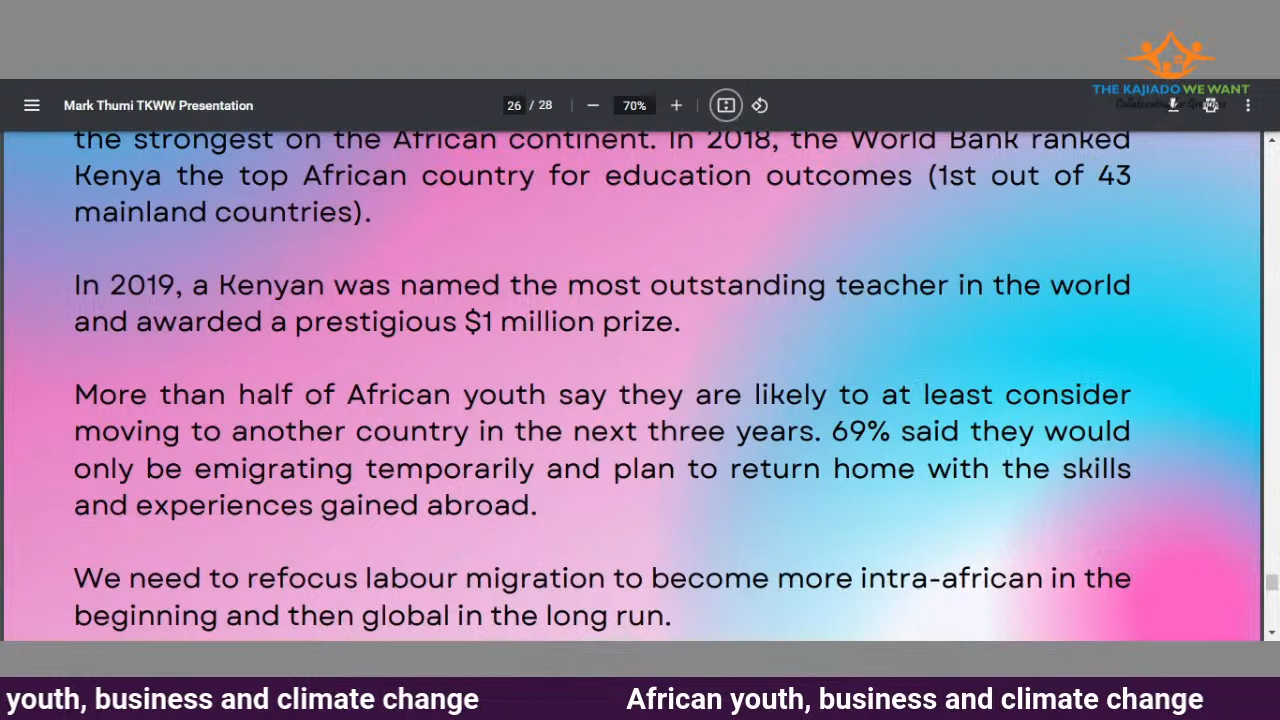 THE KAJIADO WE WANT
Mark Thumi TKWW Presentation
26 / 28
70%
the strongest on the African continent. In 2018, the World Bank ranked
Kenya the top African country for education outcomes (1st out of 43
mainland countries).
In 2019, a Kenyan was named the most outstanding teacher in the world
and awarded a prestigious $1 million prize.
More than half of African youth say they are likely to at least consider
moving to another country in the next three years. 69% said they would
only be emigrating temporarily and plan to return home with the skills
and experiences gained abroad.
We need to refocus labour migration to become more intra-african in the
beginning and then global in the long run.
youth, business and climate change
African youth, business and climate change